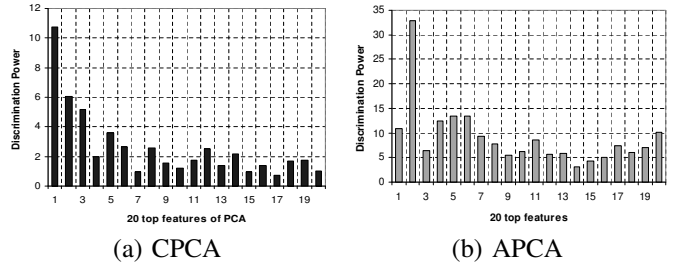 12
10
8
6
4
2
0
Discrimination Power
1 3 5 7 9 11 13 15 17 19
20 top features of PCA
(a) CPCA
35
30
25
20
15
10
5
0
Discrimination Power
1 3 5 7 9 11 13 15 17 19
20 top features
(b) APCA